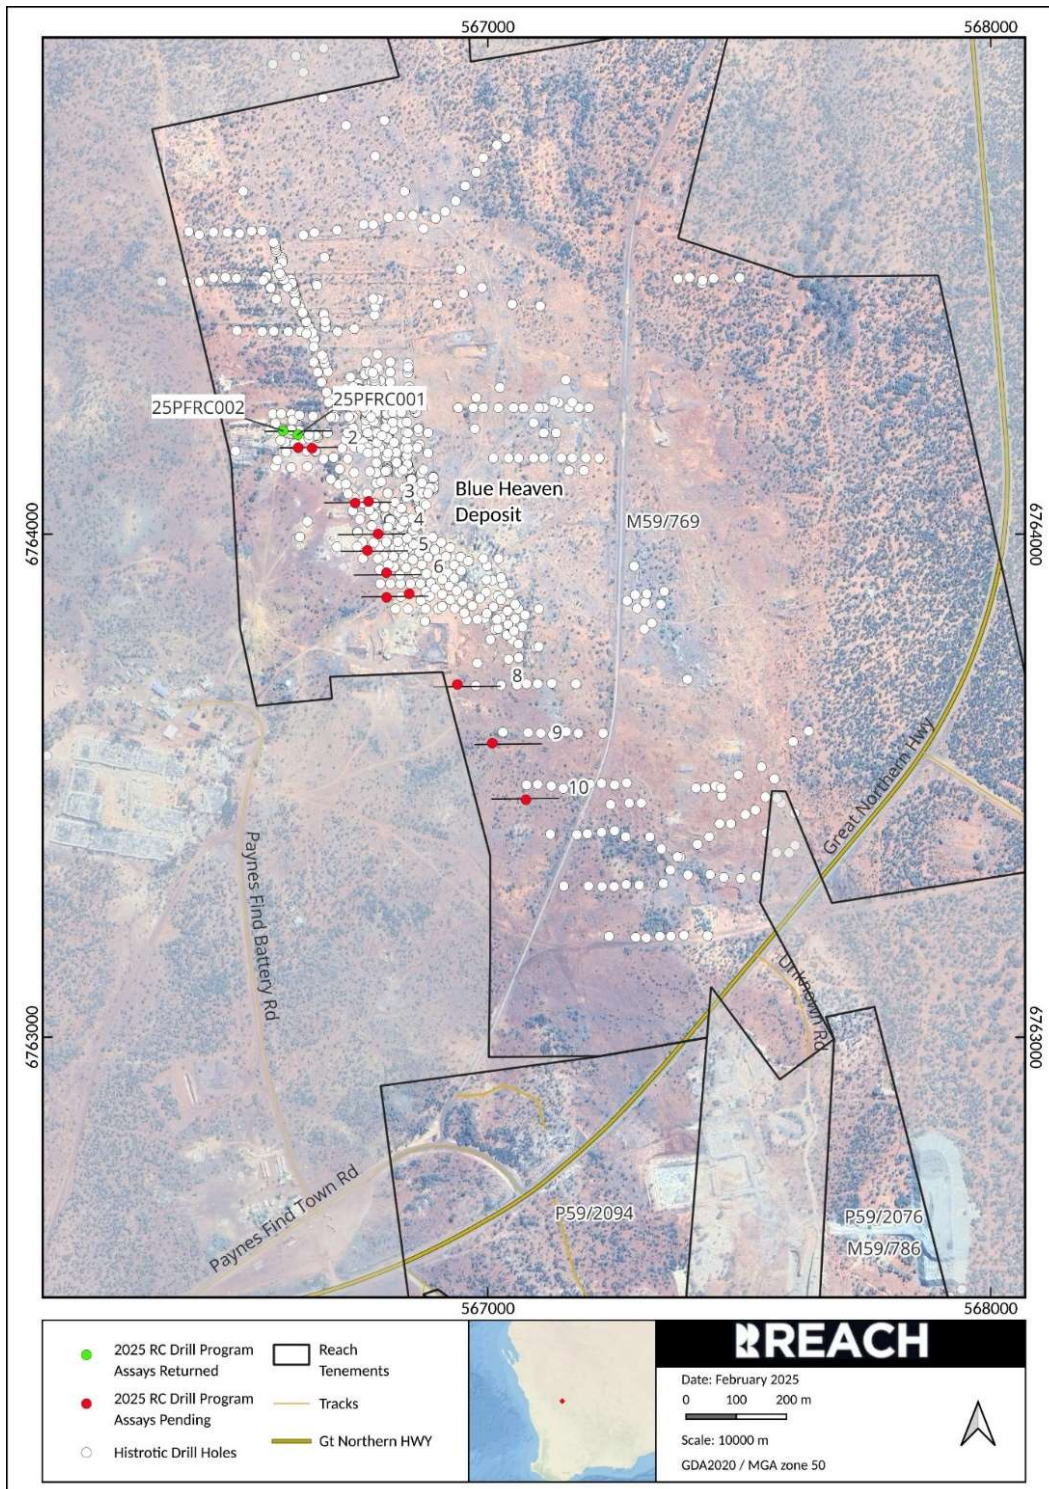 567000
568000
25PFRC002
25PFRC001
2
3
Blue Heaven
Deposit
4
M59/769
6764000
6764000
5
6
8
9
10
Great Northern Hwy
Paynes Find Battery Rd
Unknown Rd
6763000
6763000
Paynes Find Town Rd
P59/2094
P59/2076
M59/786
567000
568000
2025 RC Drill Program
Assays Returned
2025 RC Drill Program
Assays Pending
Histrotic Drill Holes
Reach
Tenements
Tracks
Gt Northern HWY
REACH
Date: February 2025
0 100 200 m
Scale: 10000 m
GDA2020 / MGA zone 50